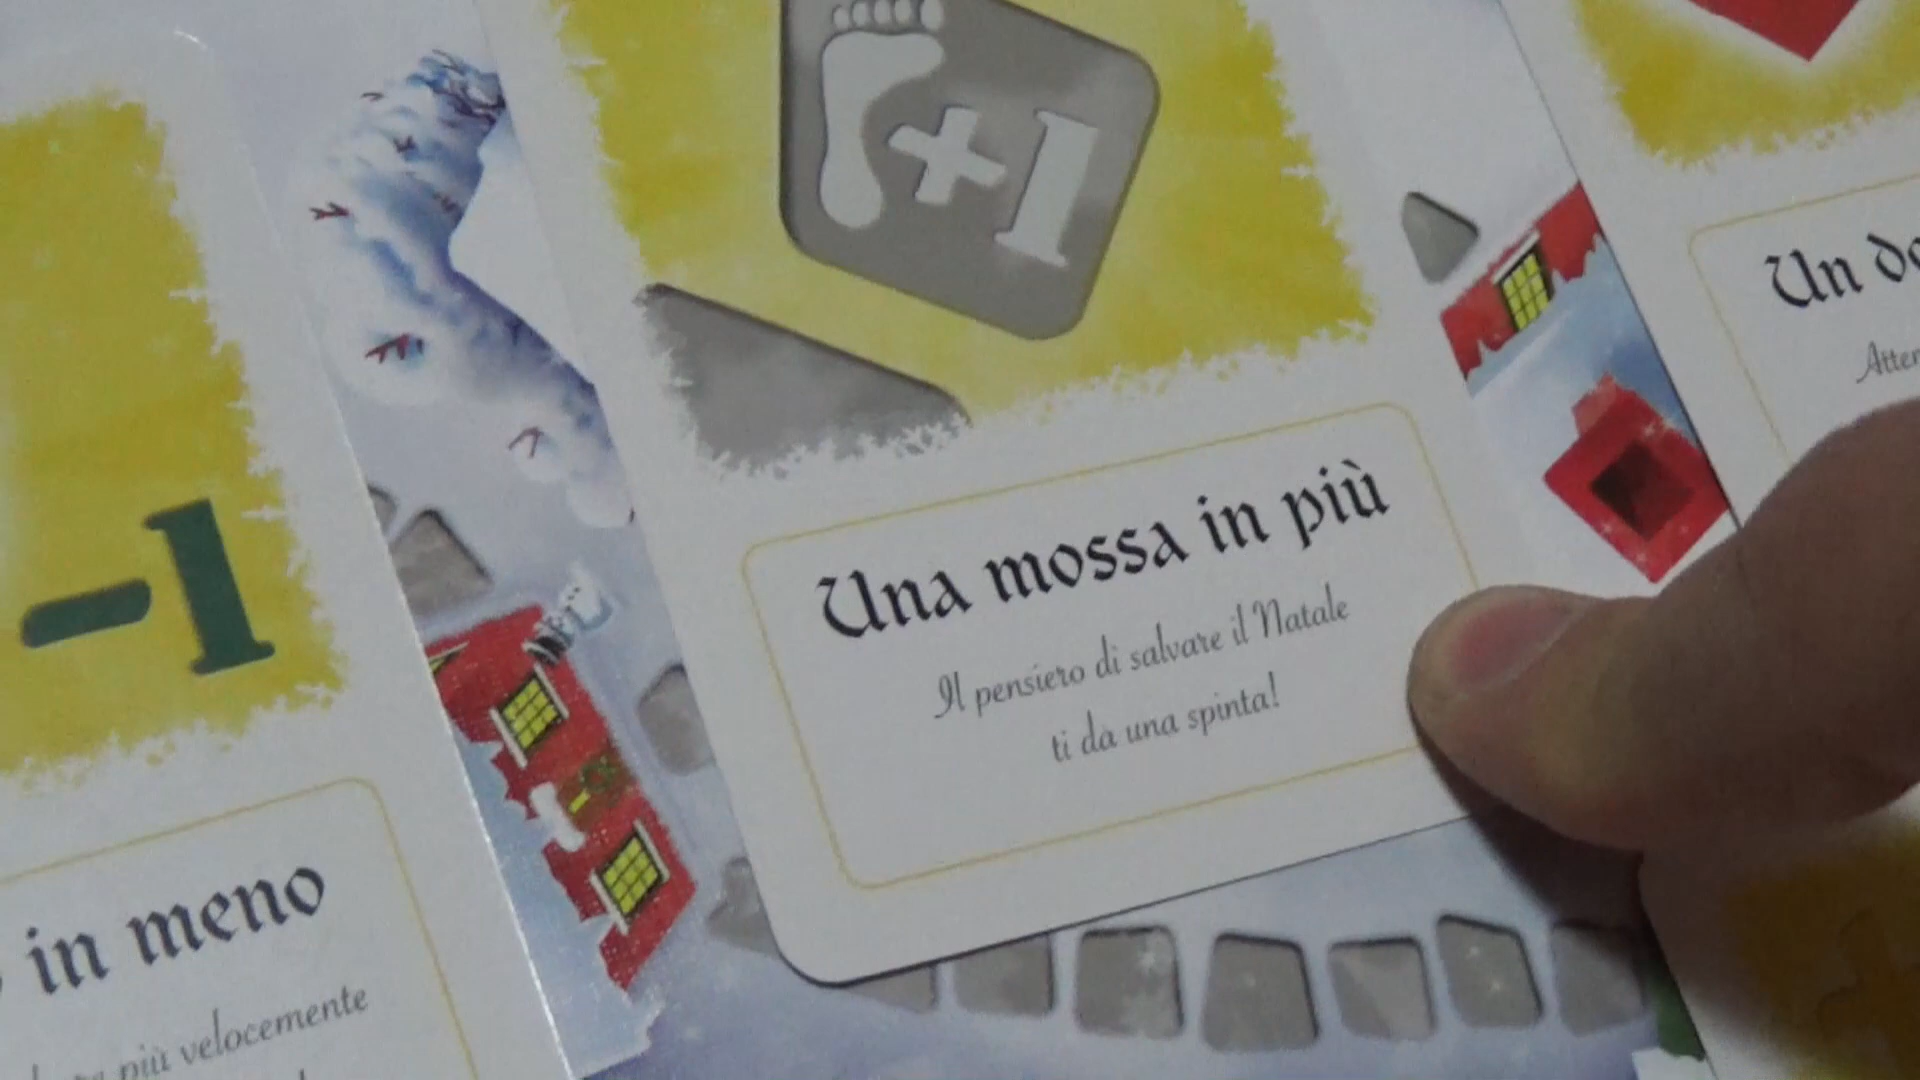 +1
Una mossa in più
Il pensiero di salvare il Natale
ti da una spinta!
-1
in meno
più velocemente
Un